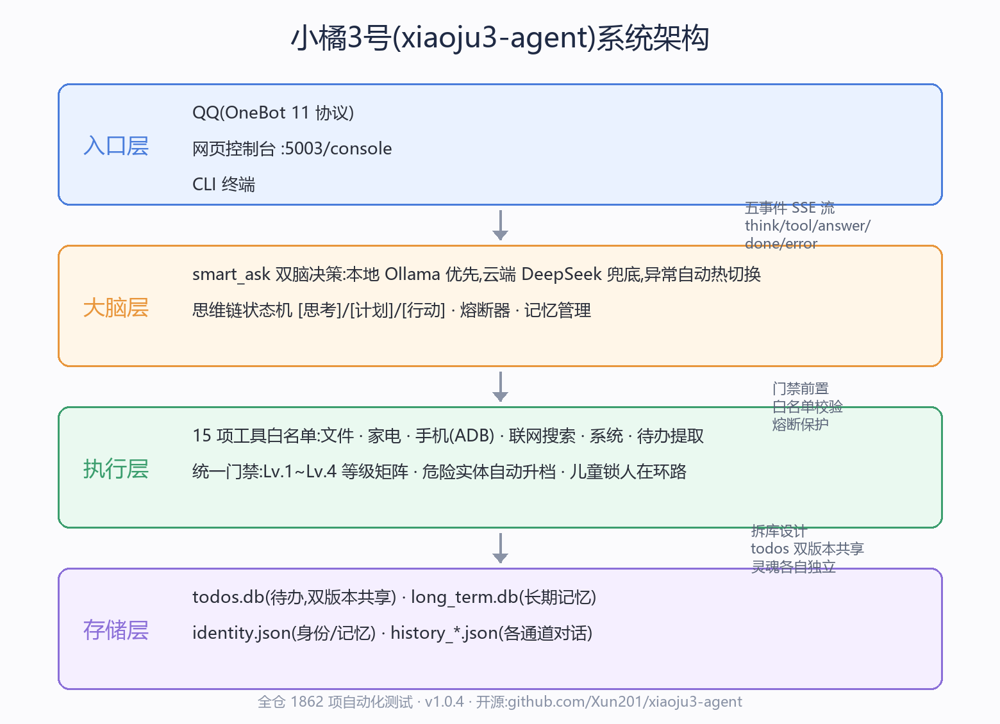 小橘3号(xiaoju3-agent)系统架构
入口层
QQ(OneBot 11 协议)
网页控制台 :5003/console
CLI 终端
五事件 SSE 流
think/tool/answer/
done/error
大脑层
smart_ask 双脑决策:本地 Ollama 优先,云端 DeepSeek 兜底,异常自动热切换
思维链状态机 [思考]/[计划]/[行动] · 熔断器 · 记忆管理
门禁前置
白名单校验
熔断保护
执行层
15 项工具白名单:文件 · 家电 · 手机(ADB) · 联网搜索 · 系统 · 待办提取
统一门禁:Lv.1~Lv.4 等级矩阵 · 危险实体自动升档 · 儿童锁人在环路
拆库设计
todos 双版本共享
灵魂各自独立
存储层
todos.db(待办,双版本共享) · long_term.db(长期记忆)
identity.json(身份/记忆) · history_*.json(各通道对话)
全仓 1862 项自动化测试 · v1.0.4 · 开源:github.com/Xun201/xiaoju3-agent